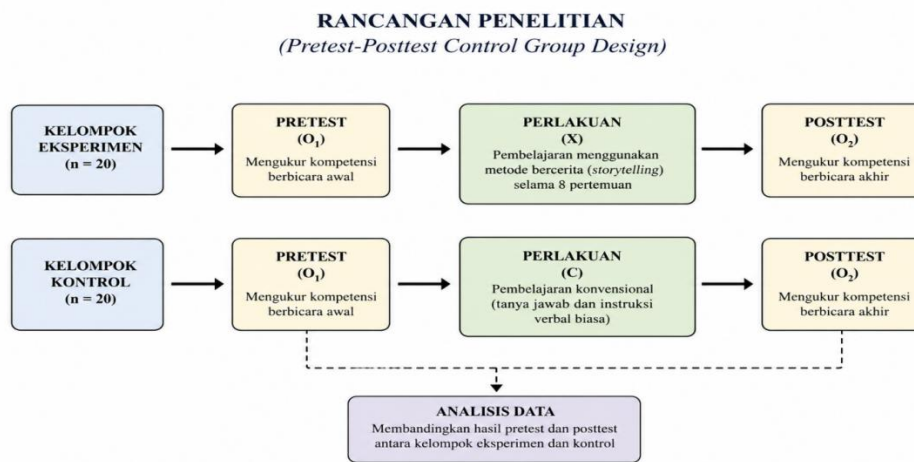 RANCANGAN PENELITIAN
(Pretest-Posttest Control Group Design)
KELOMPOK
EKSPERIMEN
(n = 20)
PRETEST
(O₁)
Mengukur kompetensi
berbicara awal
PERLAKUAN
(X)
Pembelajaran menggunakan
metode bercerita (storytelling)
selama 8 pertemuan
POSTTEST
(O₂)
Mengukur kompetensi
berbicara akhir
KELOMPOK
KONTROL
(n = 20)
PRETEST
(O₁)
Mengukur kompetensi
berbicara awal
PERLAKUAN
(C)
Pembelajaran konvensional
(tanya jawab dan instruksi
verbal biasa)
POSTTEST
(O₂)
Mengukur kompetensi
berbicara akhir
ANALISIS DATA
Membandingkan hasil pretest dan posttest
antara kelompok eksperimen dan kontrol